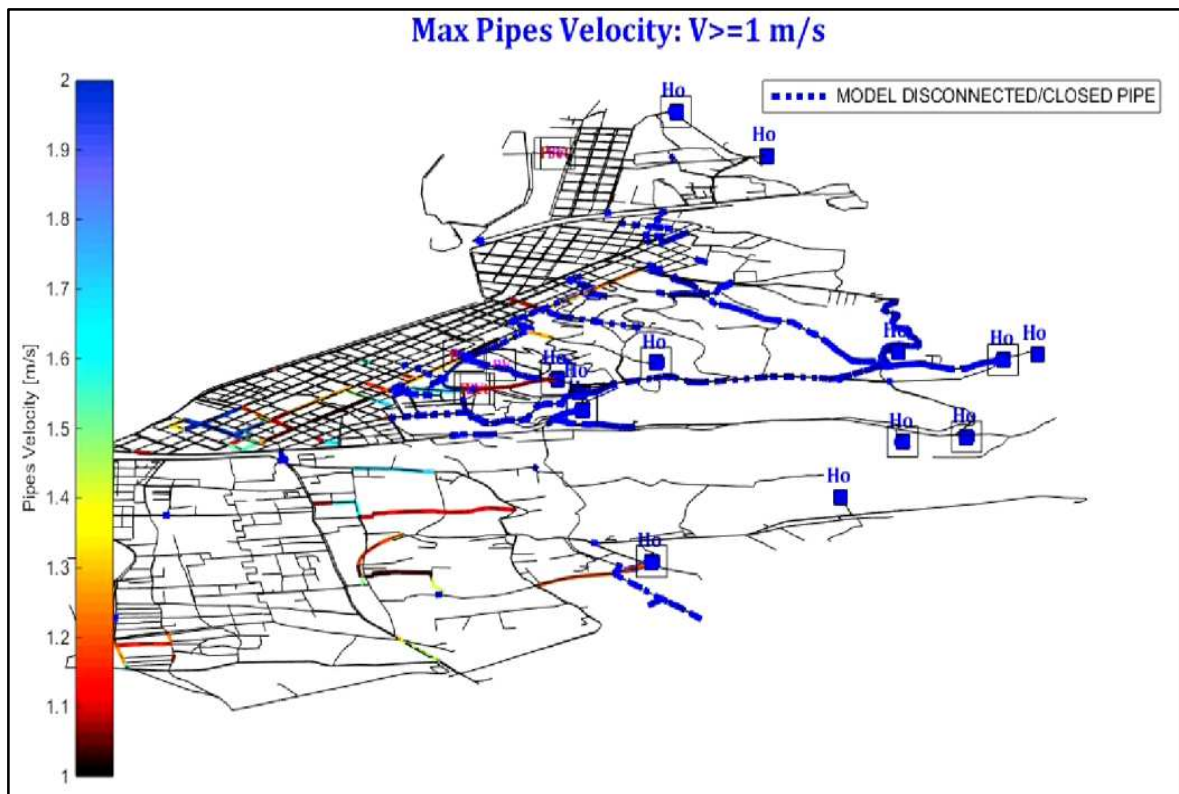 Max Pipes Velocity: V>=1 m/s
MODEL DISCONNECTED/CLOSED PIPE
Pipes Velocity [m/s]
2
1.9
1.8
1.7
1.6
1.5
1.4
1.3
1.2
1.1
1
Ho
Ho
Ho
Ho
Ho
Ho
Ho
Ho
Ho
Ho
Ho
Ho